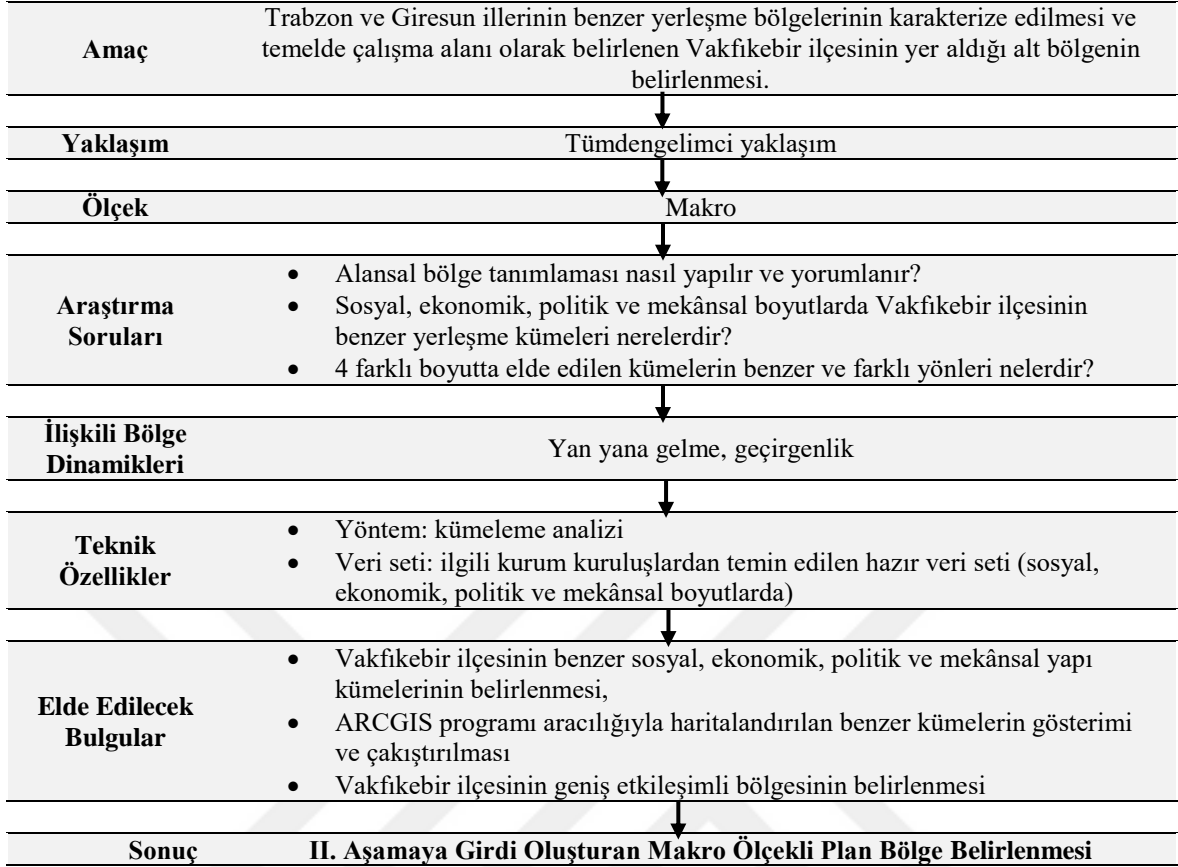 Trabzon ve Giresun illerinin benzer yerleşme bölgelerinin karakterize edilmesi ve
Amaç
temelde çalışma alanı olarak belirlenen Vakfıkebir ilçesinin yer aldığı alt bölgenin
belirlenmesi.
Yaklaşım
Tümdengelimci yaklaşım
Ölçek
Makro
Araştırma
Soruları
• Alansal bölge tanımlaması nasıl yapılır ve yorumlanır?
• Sosyal, ekonomik, politik ve mekânsal boyutlarda Vakfıkebir ilçesinin
benzer yerleşme kümeleri nerelerdir?
• 4 farklı boyutta elde edilen kümelerin benzer ve farklı yönleri nelerdir?
İlişkili Bölge
Dinamikleri
Yan yana gelme, geçirgenlik
Teknik
Özellikler
• Yöntem: kümeleme analizi
• Veri seti: ilgili kurum kuruluşlardan temin edilen hazır veri seti (sosyal,
ekonomik, politik ve mekânsal boyutlarda)
Elde Edilecek
Bulgular
• Vakfıkebir ilçesinin benzer sosyal, ekonomik, politik ve mekânsal yapı
kümelerinin belirlenmesi,
• ARCGIS programı aracılığıyla haritalandırılan benzer kümelerin gösterimi
ve çakıştırılması
• Vakfıkebir ilçesinin geniş etkileşimli bölgesinin belirlenmesi
Sonuç
II. Aşamaya Girdi Oluşturan Makro Ölçekli Plan Bölge Belirlenmesi